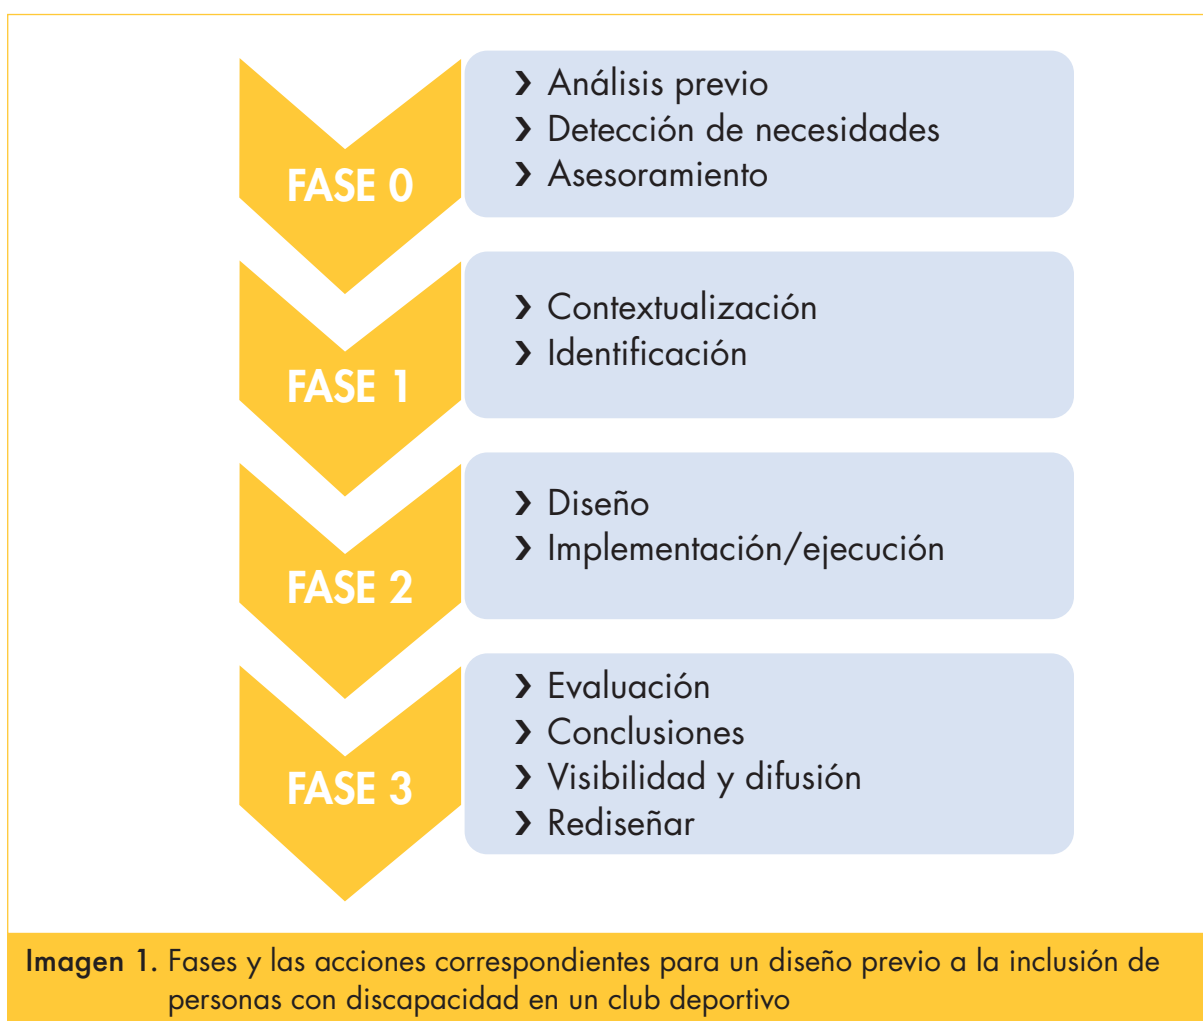 FASE 0
› Análisis previo
› Detección de necesidades
› Asesoramiento
FASE 1
› Contextualización
› Identificación
FASE 2
› Diseño
› Implementación/ejecución
FASE 3
› Evaluación
› Conclusiones
› Visibilidad y difusión
› Rediseñar
Imagen 1. Fases y las acciones correspondientes para un diseño previo a la inclusión de
personas con discapacidad en un club deportivo